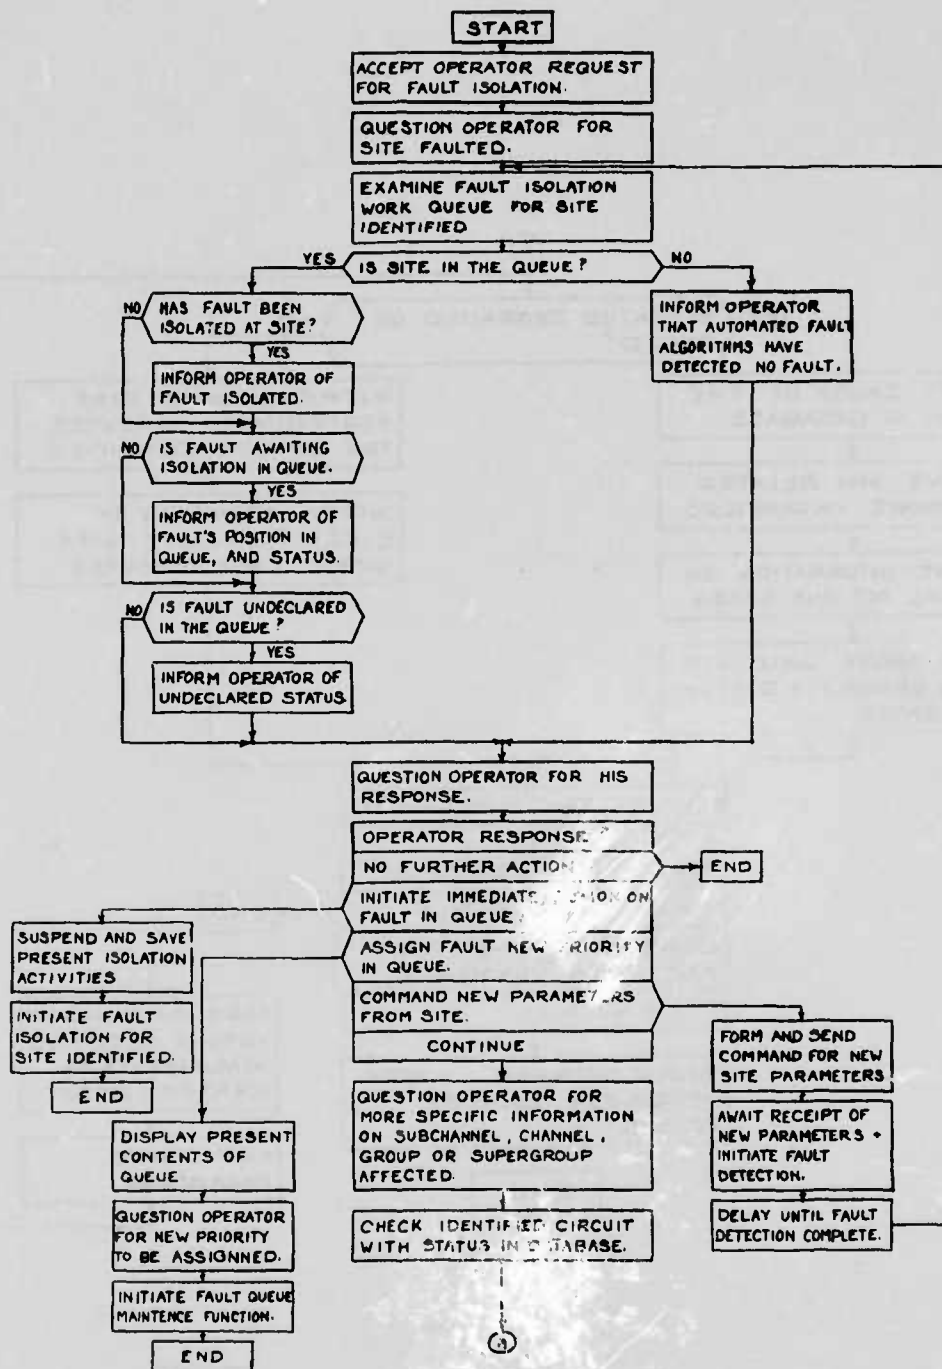 START
ACCEPT OPERATOR REQUEST
FOR FAULT ISOLATION.
QUESTION OPERATOR FOR
SITE FAULTED.
EXAMINE FAULT ISOLATION
WORK QUEUE FOR SITE
IDENTIFIED
YES
IS SITE IN THE QUEUE?
NO
NO
HAS FAULT BEEN
ISOLATED AT SITE?
YES
INFORM OPERATOR OF
FAULT ISOLATED.
INFORM OPERATOR
THAT AUTOMATED FAULT
ALGORITHMS HAVE
DETECTED NO FAULT.
NO
IS FAULT AWAITING
ISOLATION IN QUEUE.
YES
INFORM OPERATOR OF
FAULT'S POSITION IN
QUEUE, AND STATUS.
NO
IS FAULT UNDECLARED
IN THE QUEUE?
YES
INFORM OPERATOR OF
UNDECLARED STATUS
QUESTION OPERATOR FOR HIS
RESPONSE.
OPERATOR RESPONSE?
NO FURTHER ACTION
END
INITIATE IMMEDIATE ON
FAULT IN QUEUE.
ASSIGN FAULT NEW PRIORITY
IN QUEUE.
COMMAND NEW PARAMETERS
FROM SITE.
CONTINUE
SUSPEND AND SAVE
PRESENT ISOLATION
ACTIVITIES
INITIATE FAULT
ISOLATION FOR
SITE IDENTIFIED.
END
DISPLAY PRESENT
CONTENTS OF
QUEUE
QUESTION OPERATOR
FOR NEW PRIORITY
TO BE ASSIGNNED.
INITIATE FAULT QUEUE
MAINTENCE FUNCTION.
END
QUESTION OPERATOR FOR
MORE SPECIFIC INFORMATION
ON SUBCHANNEL, CHANNEL,
GROUP OR SUPERGROUP
AFFECTED.
CHECK IDENTIFIED CIRCUIT
WITH STATUS IN DATABASE.
FORM AND SEND
COMMAND FOR NEW
SITE PARAMETERS
AWAIT RECEIPT OF
NEW PARAMETERS +
INITIATE FAULT
DETECTION.
DELAY UNTIL FAULT
DETECTION COMPLETE.